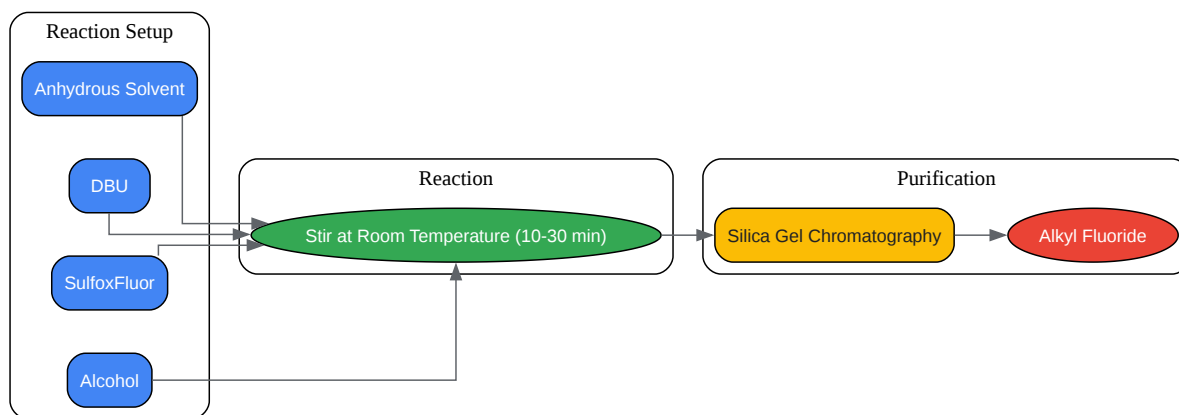 Reaction Setup
Anhydrous Solvent
DBU
SulfoxFluor
Alcohol
Reaction
Stir at Room Temperature (10-30 min)
Purification
Silica Gel Chromatography
Alkyl Fluoride